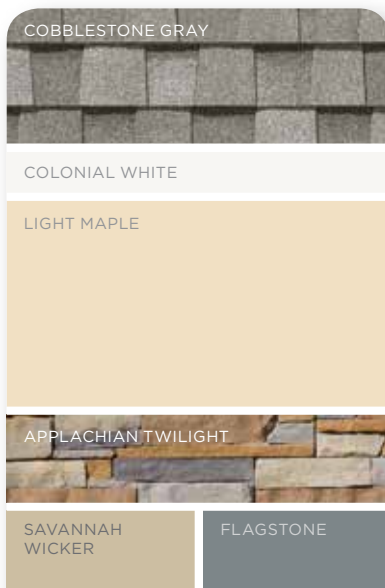 COBBLESTONE GRAY
COLONIAL WHITE
LIGHT MAPLE
APPLACHIAN TWILIGHT
SAVANNAH
WICKER
FLAGSTONE